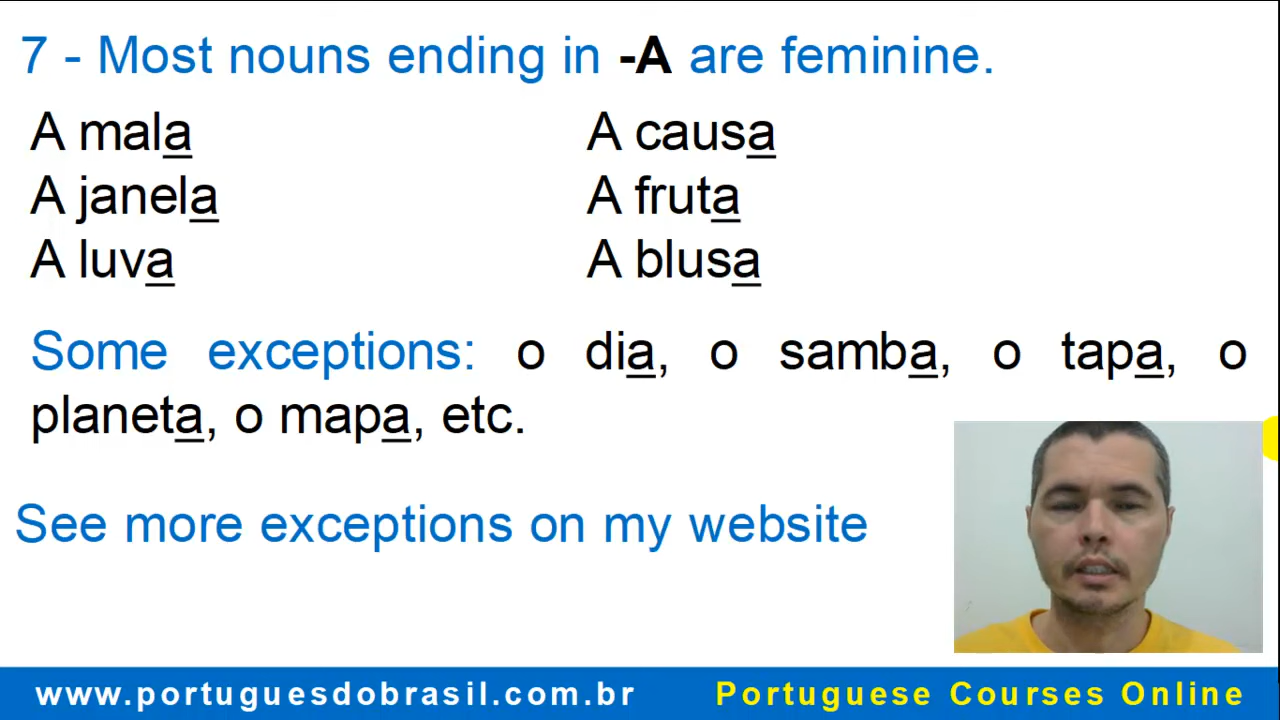 7 - Most nouns ending in -A are feminine.
A mala
A causa
A janela
A fruta
A luva
A blusa
Some exceptions: o dia, o samba, o tapa, o
planeta, o mapa, etc.
See more exceptions on my website
www.portuguesdobrasil.com.br
Portuguese Courses Online